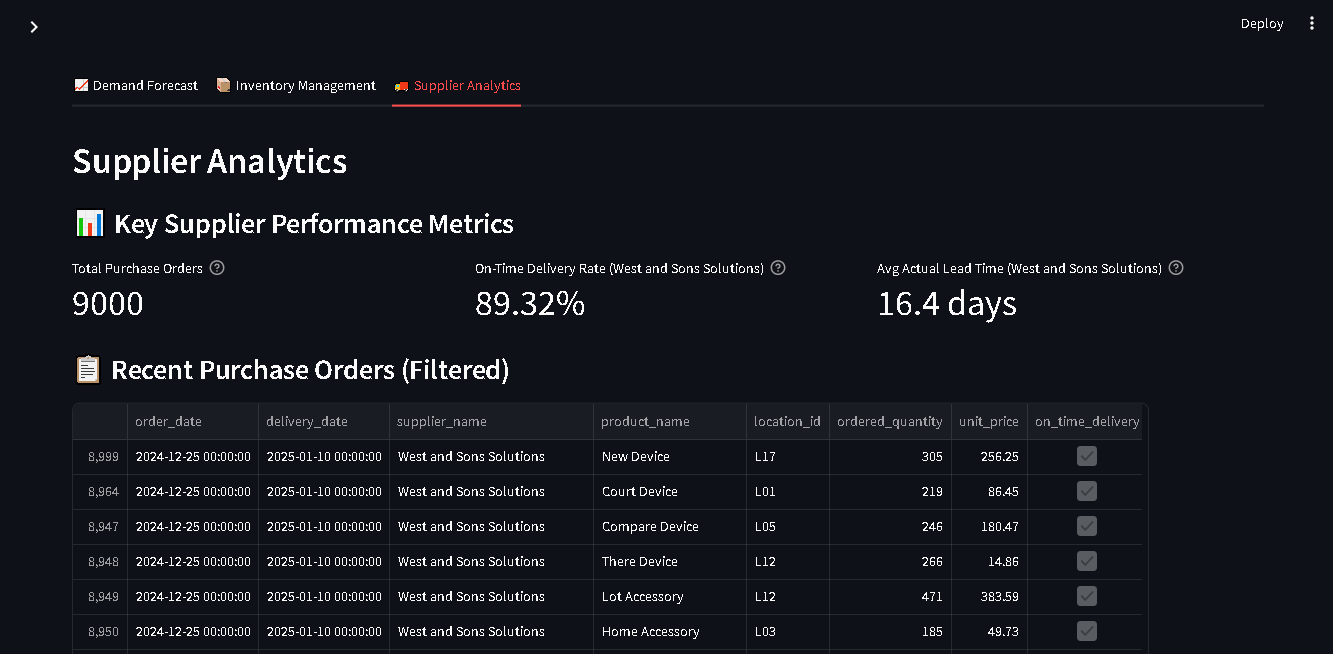 Deploy
Demand Forecast Inventory Management Supplier Analytics
Supplier Analytics
Key Supplier Performance Metrics
Total Purchase Orders On-Time Delivery Rate (West and Sons Solutions) Avg Actual Lead Time (West and Sons Solutions)
9000 89.32% 16.4 days
Recent Purchase Orders (Filtered)
order_date delivery_date supplier_name product_name location_id ordered_quantity unit_price on_time_delivery
8,999 2024-12-25 00:00:00 2025-01-10 00:00:00 West and Sons Solutions New Device L17 305 256.25
8,964 2024-12-25 00:00:00 2025-01-10 00:00:00 West and Sons Solutions Court Device L01 219 86.45
8,947 2024-12-25 00:00:00 2025-01-10 00:00:00 West and Sons Solutions Compare Device L05 246 180.47
8,948 2024-12-25 00:00:00 2025-01-10 00:00:00 West and Sons Solutions There Device L12 266 14.86
8,949 2024-12-25 00:00:00 2025-01-10 00:00:00 West and Sons Solutions Lot Accessory L12 471 383.59
8,950 2024-12-25 00:00:00 2025-01-10 00:00:00 West and Sons Solutions Home Accessory L03 185 49.73